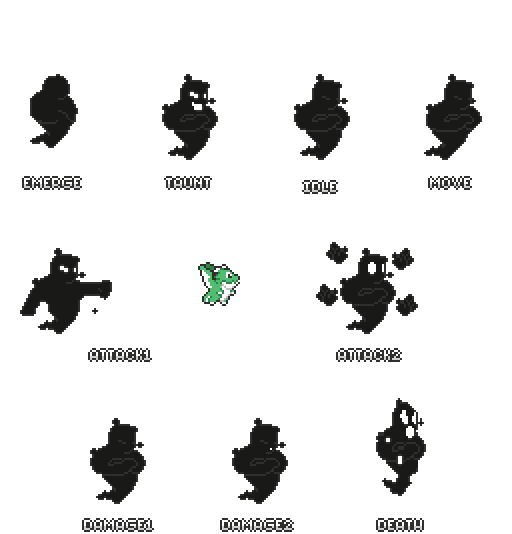 EMERGE
TAUNT
IDLE
MOVE
ATTACK1
ATTACK2
DAMAGE1
DAMAGE2
DEATH